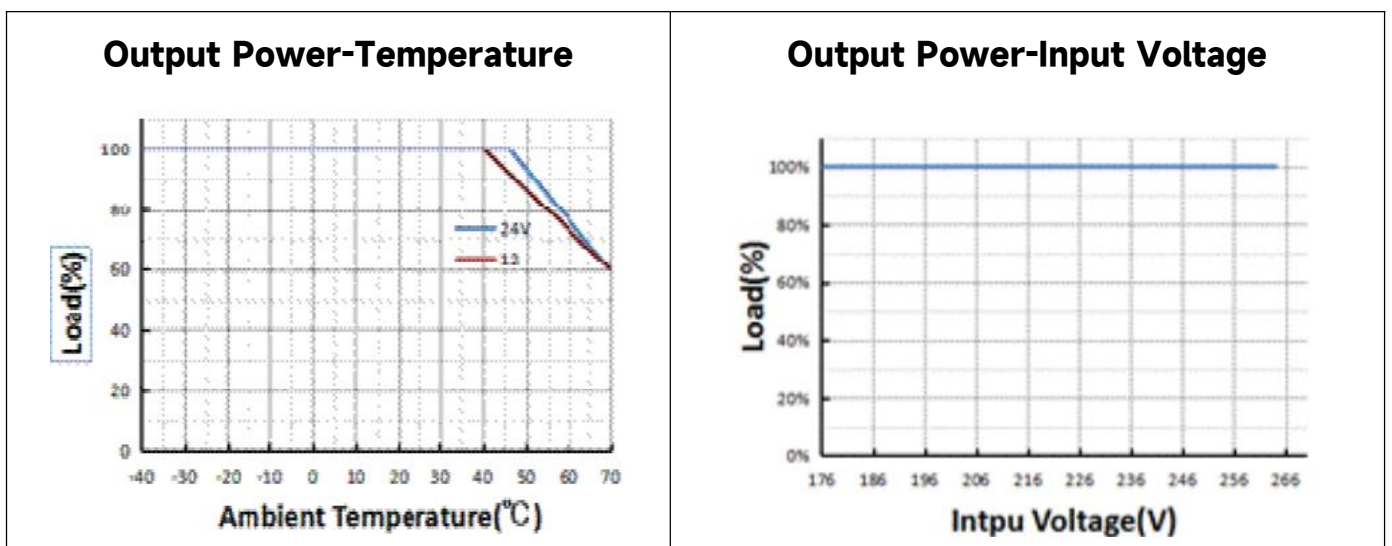 Output Power-Temperature
100
80
60
40
20
0
24V
Load(%)
-40 -30 -20 -10 0 10 20 30 40 50 60 70
Ambient Temperature(℃)
Output Power-Input Voltage
100%
80%
60%
40%
20%
0%
Load(%)
176 186 196 206 216 226 236 246 256 266
Intpu Voltage(V)